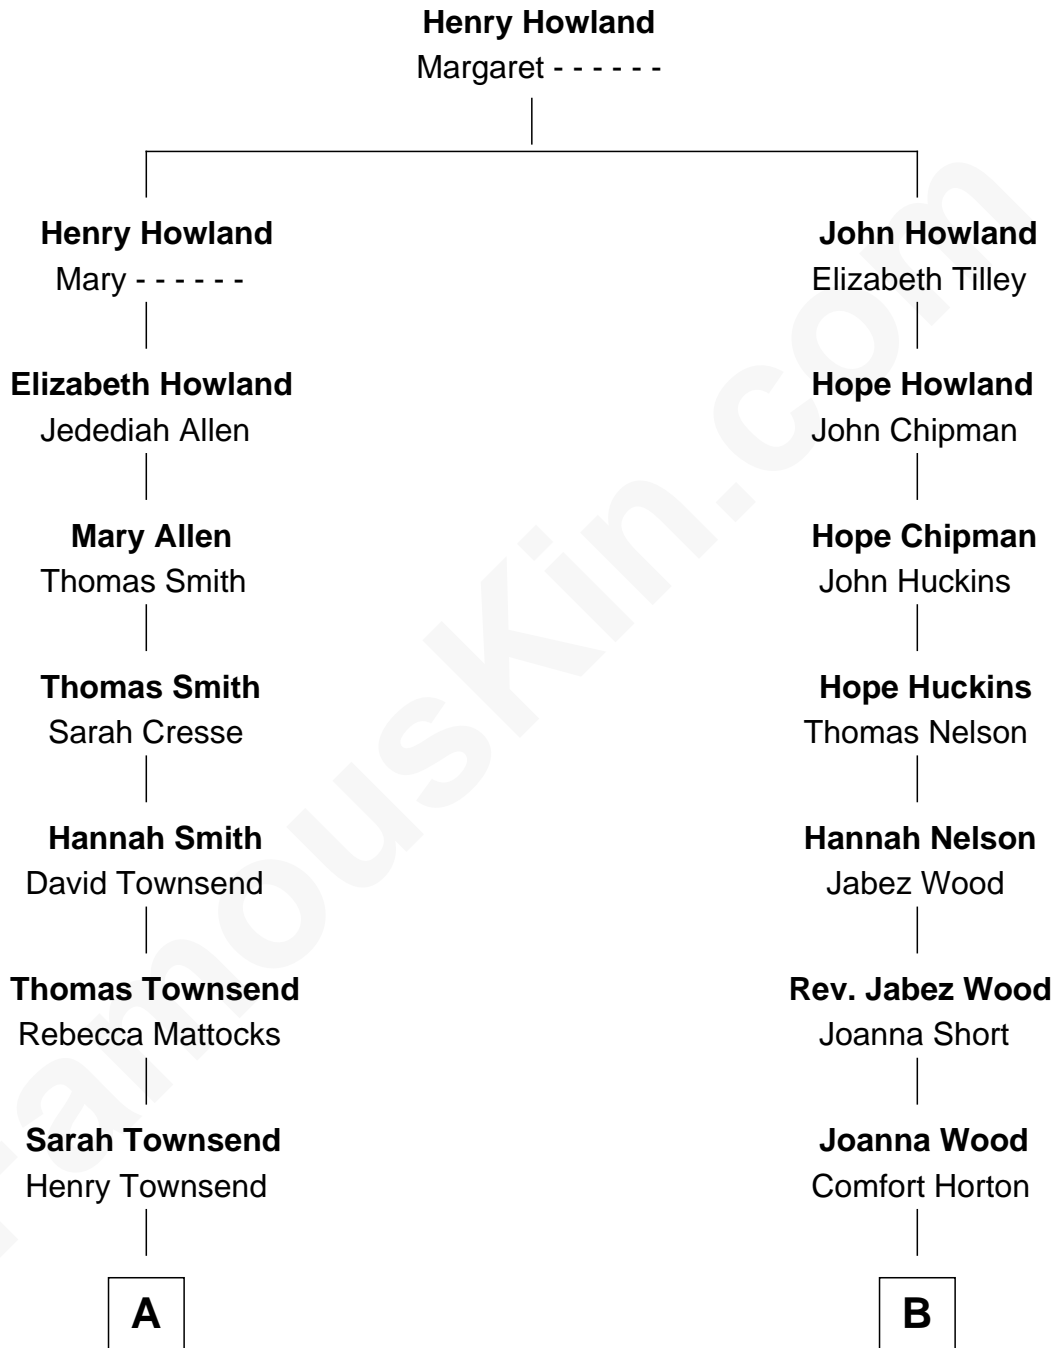 Henry Howland
Margaret - - - - - -
Henry Howland
Mary - - - - - -
John Howland
Elizabeth Tilley
Elizabeth Howland
Jedediah Allen
Hope Howland
John Chipman
Mary Allen
Thomas Smith
Hope Chipman
John Huckins
Thomas Smith
Sarah Cresse
Hope Huckins
Thomas Nelson
Hannah Smith
David Townsend
Hannah Nelson
Jabez Wood
Thomas Townsend
Rebecca Mattocks
Rev. Jabez Wood
Joanna Short
Sarah Townsend
Henry Townsend
Joanna Wood
Comfort Horton
A
B
FamousKin.com